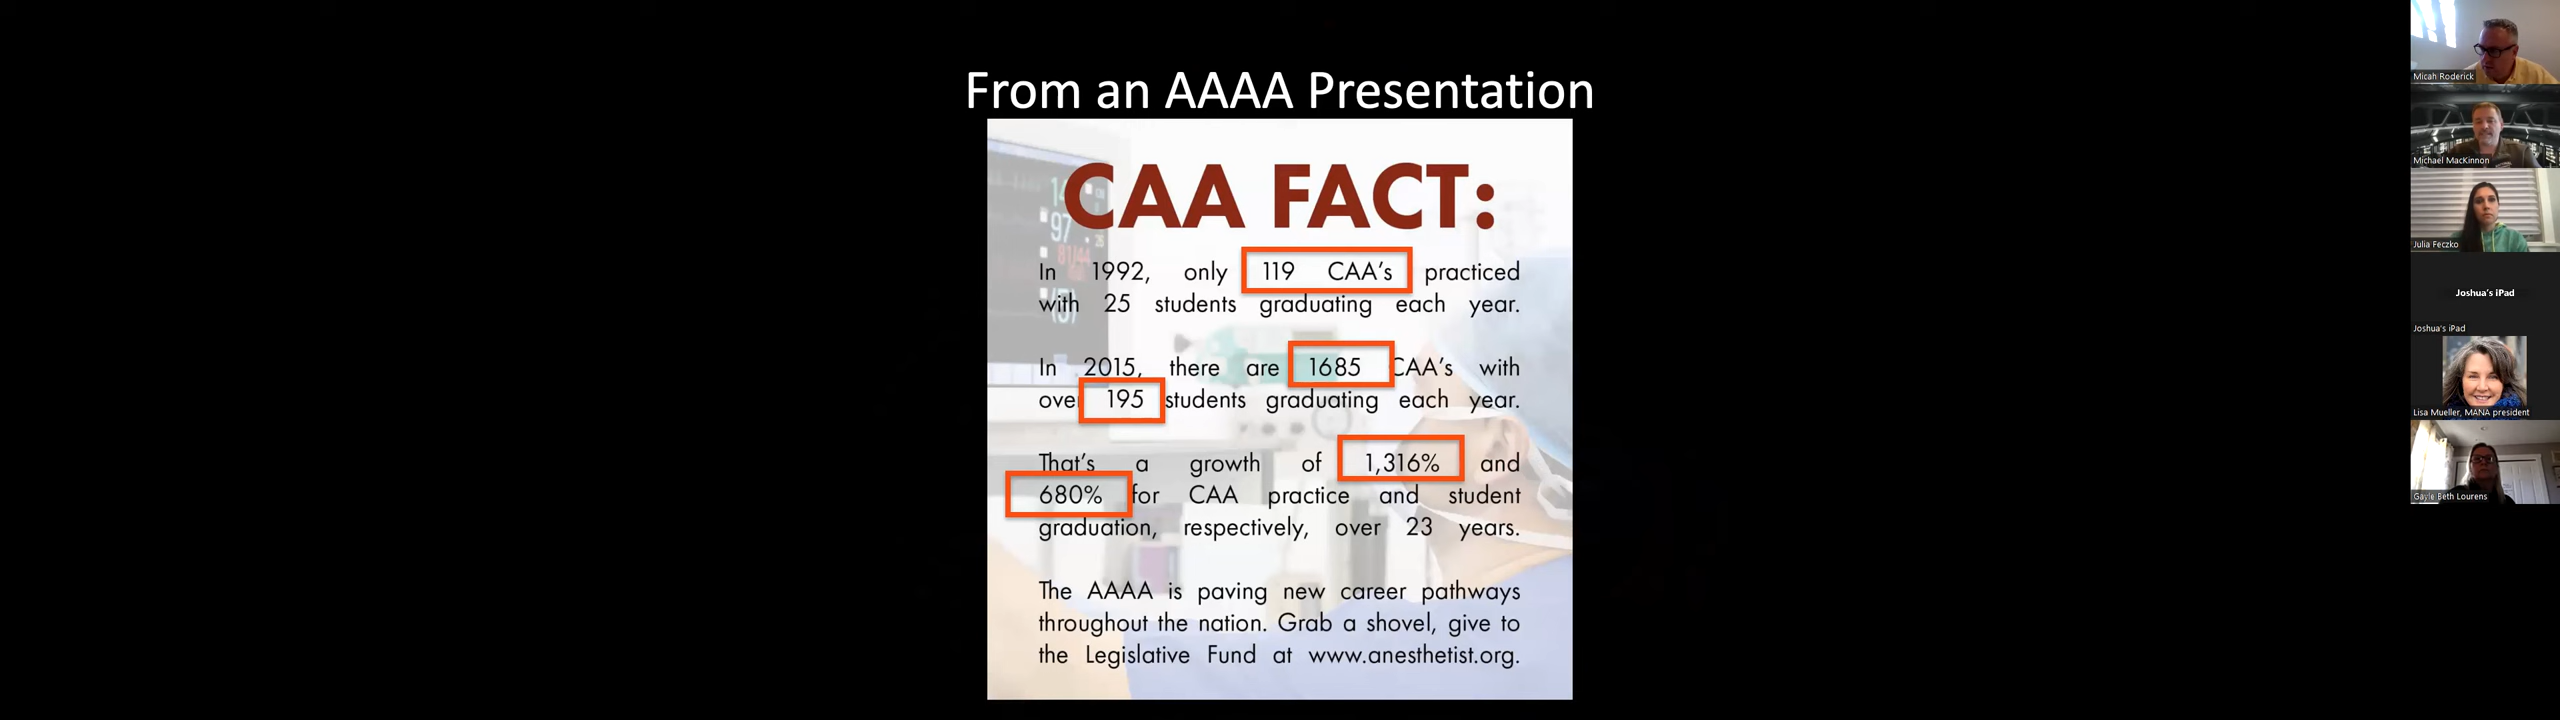 From an AAAA Presentation
CAA FACT:
In 1992, only 119 CAA's practiced
with 25 students graduating each year.
In 2015, there are 1685 CAA's with
over 195 students graduating each year.
That's a growth of 1,316% and
680% for CAA practice and student
graduation, respectively, over 23 years.
The AAAA is paving new career pathways
throughout the nation. Grab a shovel, give to
the Legislative Fund at www.anesthetist.org.
Micah Roderick
Michael MacKinnon
Julia Feczko
Joshua's iPad
Joshua's iPad
Lisa Mueller, MANA president
Gayle Beth Lourens